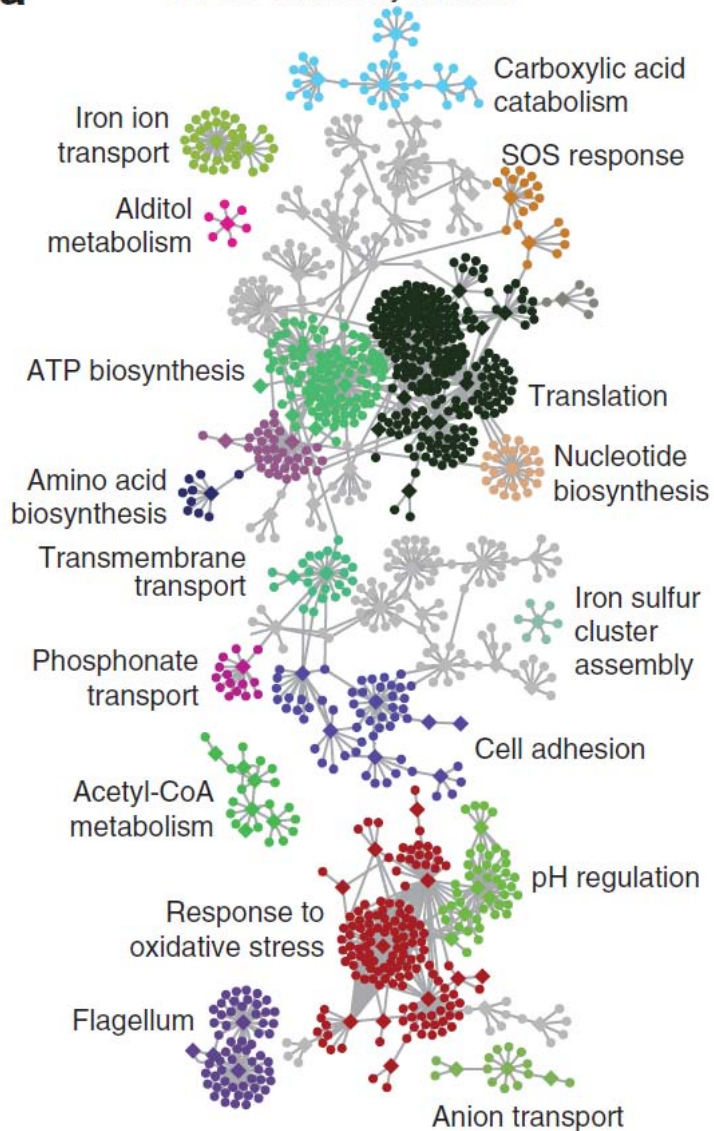 Carboxylic acid
catabolism
Iron ion
transport
SOS response
Alditol
metabolism
ATP biosynthesis
Translation
Nucleotide
biosynthesis
Amino acid
biosynthesis
Transmembrane
transport
Iron sulfur
cluster
assembly
Phosphonate
transport
Cell adhesion
Acetyl-CoA
metabolism
pH regulation
Response to
oxidative stress
Flagellum
Anion transport